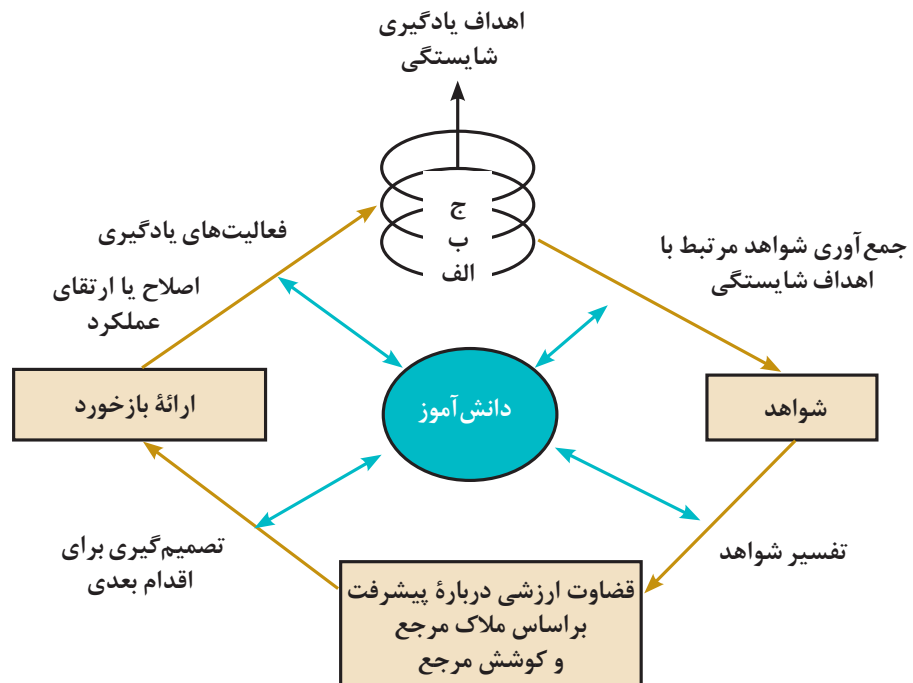 اهداف یادگیری
شایستگی
ج
ب
الف
فعالیت‌های یادگیری
اصلاح یا ارتقای
عملکرد
جمع‌آوری شواهد مرتبط با
اهداف شایستگی
ارائهٔ بازخورد
دانش‌آموز
شواهد
تصمیم‌گیری برای
اقدام بعدی
تفسیر شواهد
قضاوت ارزشی دربارهٔ پیشرفت
براساس ملاک مرجع
و کوشش مرجع